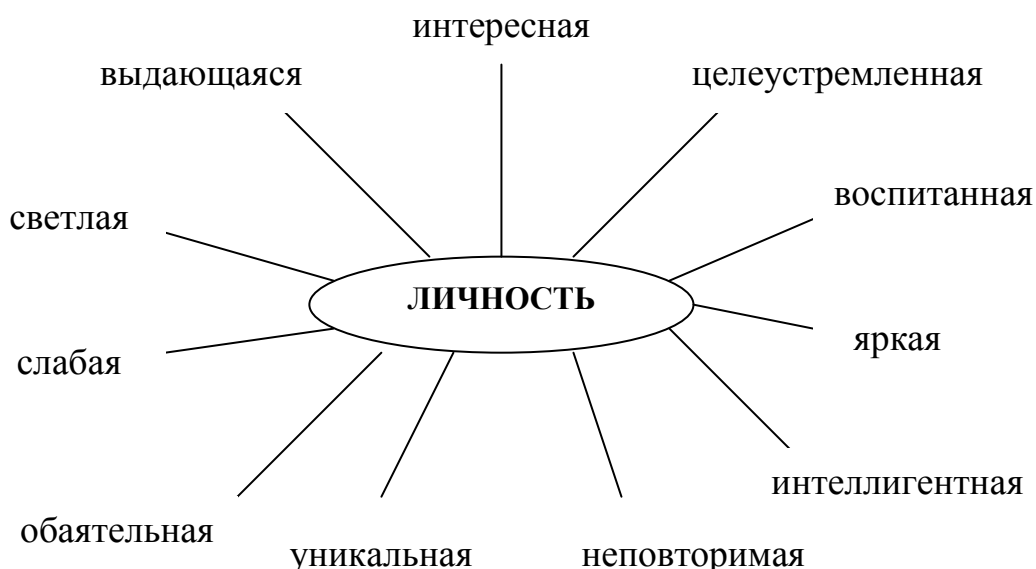 интересная
выдающаяся
целеустремленная
воспитанная
светлая
ЛИЧНОСТЬ
яркая
слабая
интеллигентная
обаятельная
уникальная
неповторимая